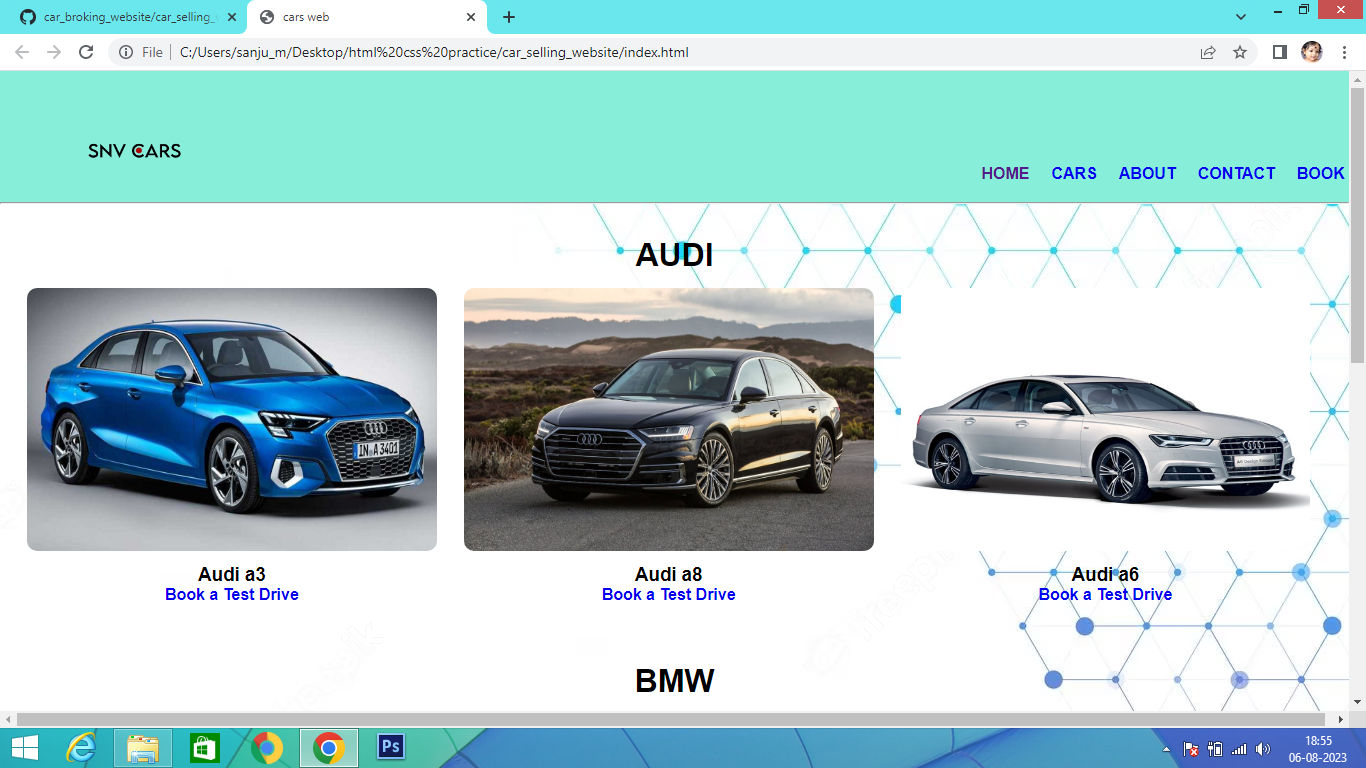 car_broking_website/car_selling_
cars web
File
C:/Users/sanju_m/Desktop/html%20css%20practice/car_selling_website/index.html
SNV CARS
HOME CARS ABOUT CONTACT BOOK
AUDI
IN A 3401
Audi a3
Book a Test Drive
Audi a8
Book a Test Drive
Audi a6
Book a Test Drive
freepik
BMW
Ps
18:55
06-08-2023